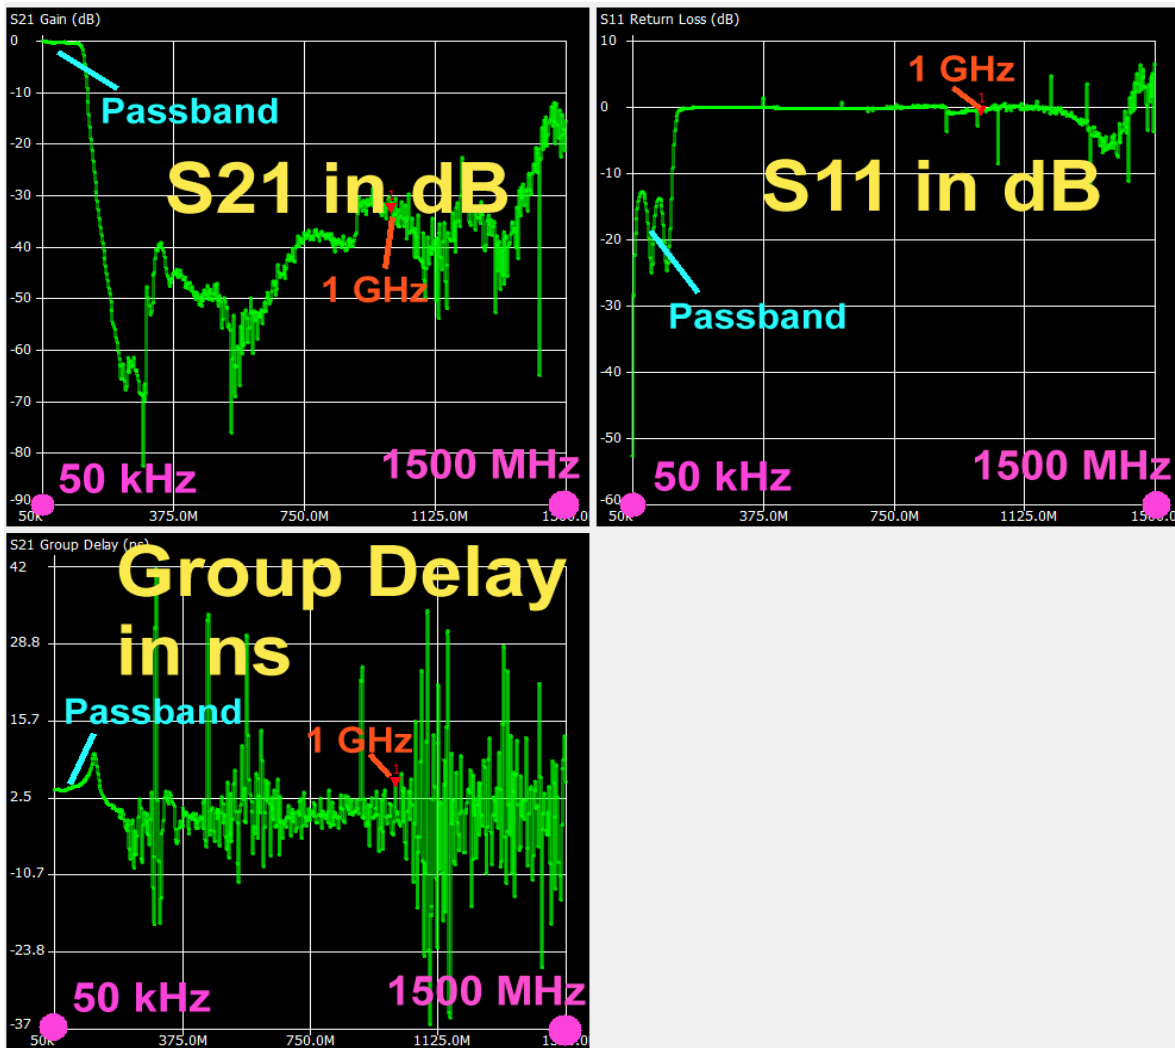 S21 Gain (dB)
0
-10
-20
-30
-40
-50
-60
-70
-80
-90
Passband
S21 in dB
1
1 GHz
50 kHz
1500 MHz
50k
375.0M
750.0M
1125.0M
S11 Return Loss (dB)
10
0
-10
-20
-30
-40
-50
-60
1 GHz
1
S11 in dB
Passband
50 kHz
1500 MHz
50k
375.0M
750.0M
1125.0M
S21 Group Delay (ns)
42
28.8
15.7
2.5
-10.7
-23.8
-37
Group Delay
in ns
Passband
1 GHz
1
50 kHz
1500 MHz
50k
375.0M
750.0M
1125.0M